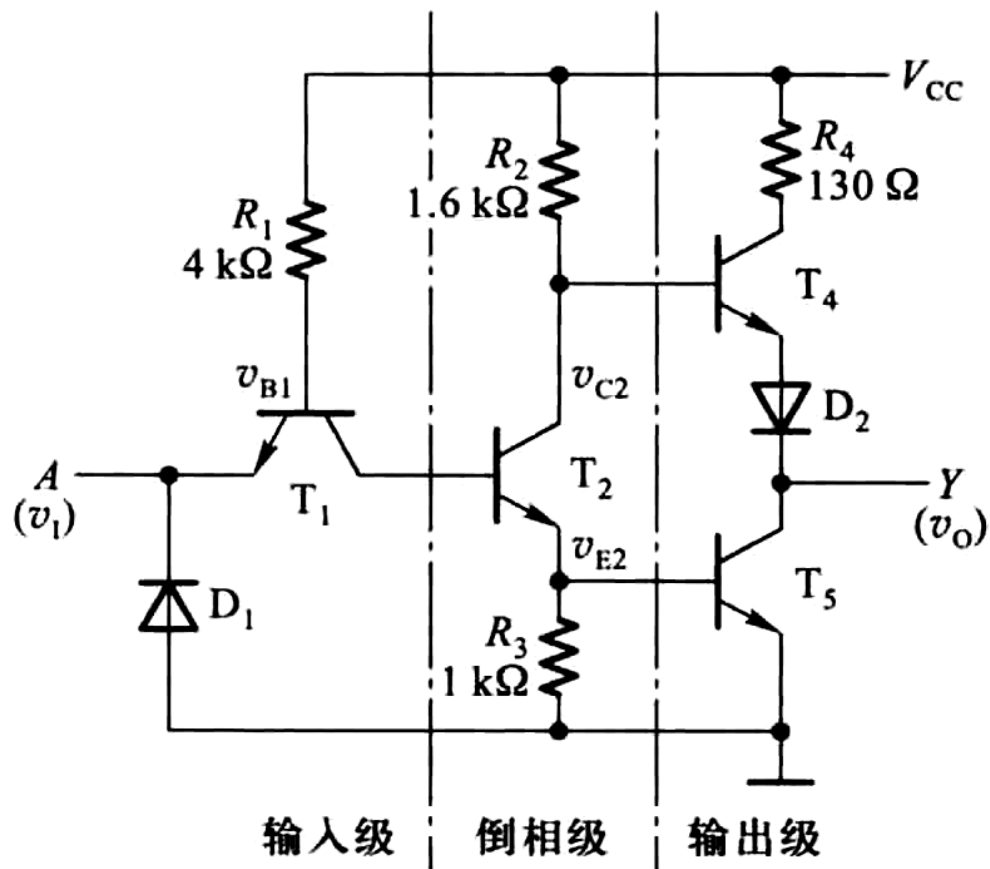 V_CC
R_4
130 Ω
R_2
1.6 kΩ
R_1
4 kΩ
T_4
v_B1
v_C2
D_2
A
(v_I)
T_1
T_2
Y
(v_O)
v_E2
T_5
D_1
R_3
1 kΩ
输入级 倒相级 输出级